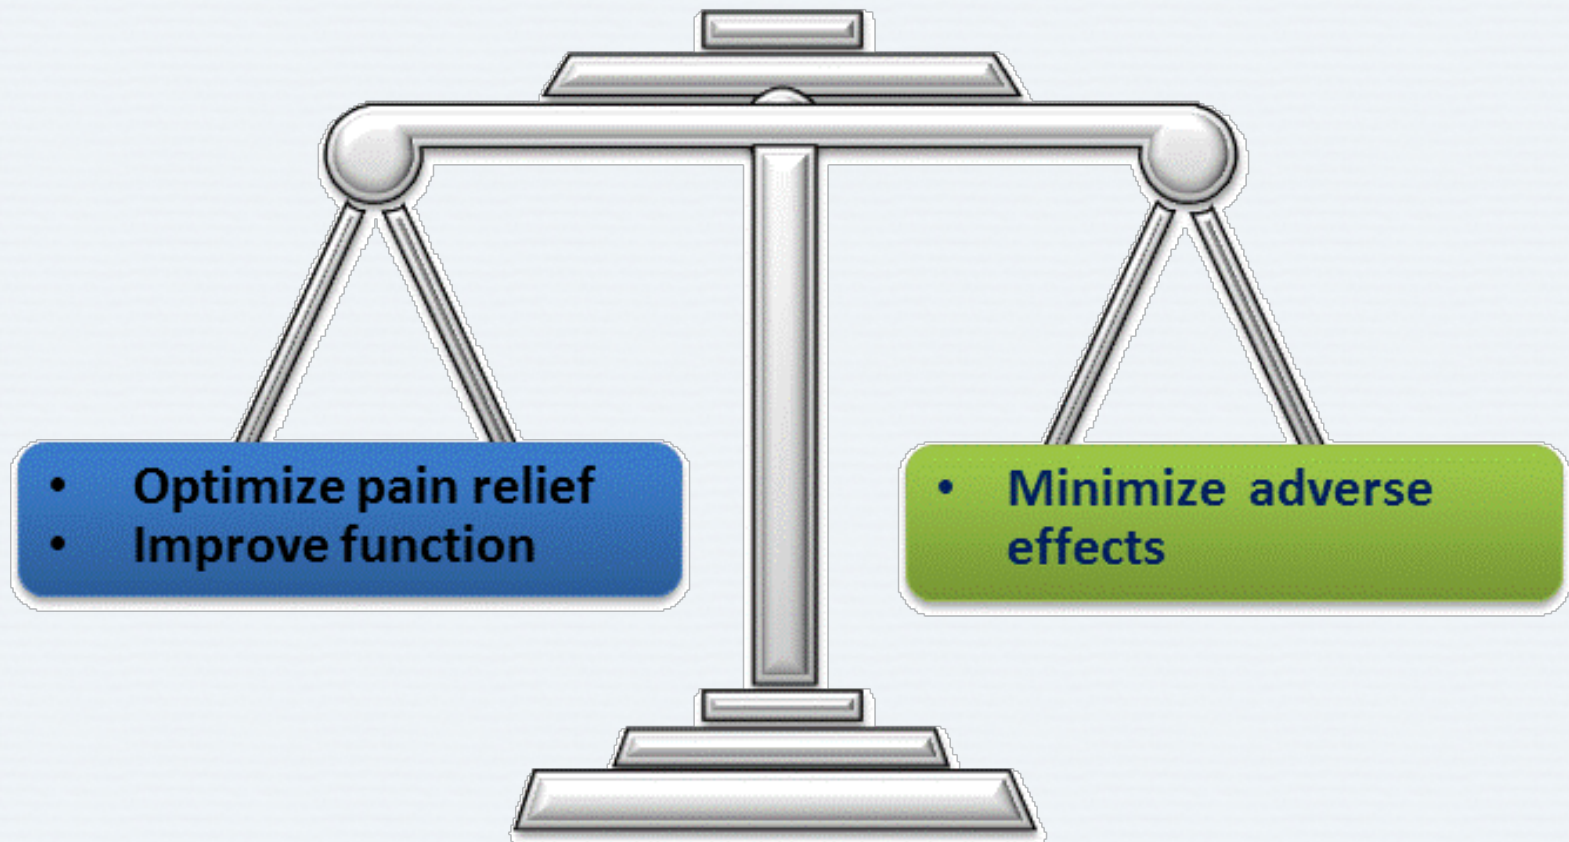 • Optimize pain relief
• Improve function
• Minimize adverse
effects